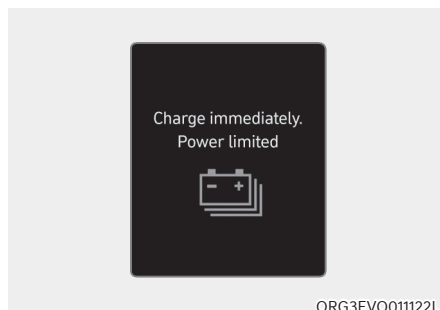 Charge immediately.
Power limited
- +
ORG3EVQ011122L